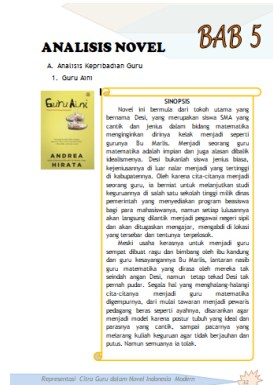 BAB 5
ANALISIS NOVEL
A. Analisis Kepribadian Guru
1. Guru Aini
Guru Aini
ANDREA
HIRATA
SINOPSIS
Novel ini bermula dari tokoh utama yang
bernama Desi, yang merupakan siswa SMA yang
cantik dan jenius dalam bidang matematika
menginginkan dirinya kelak menjadi seperti
gurunya Bu Marlis. Menjadi seorang guru
matematika adalah impian dan juga alasan dibalik
idealismenya. Desi bukanlah siswa jenius biasa,
kejeniusannya di luar nalar menjadi yang tertinggi
di kabupatennya. Oleh karena cita-citanya menjadi
seorang guru, ia berniat untuk melanjutkan studi
keguruannya di salah satu sekolah tinggi milik dinas
pemerintah yang menyediakan program beasiswa
bagi para mahasiswanya, namun setiap lulusannya
akan langsung dilantik menjadi pegawai negeri sipil
dan akan ditugaskan mengajar, mengabdi di lokasi
yang tersebar dan tentunya terpelosok.
Meski usaha kerasnya untuk menjadi guru
sempat dibuat ragu dan bimbang oleh ibu kandung
dan guru kesayangannya Bu Marlis, lantaran nasib
guru matematika yang dirasa oleh mereka tak
seindah angan Desi, namun tetap tekad Desi tak
pernah pudar. Segala hal yang menghalang-halangi
cita-citanya menjadi guru matematika
digempurnya, dari mulai tawaran menjadi pewaris
pedagang beras seperti ayahnya, disarankan agar
menjadi model karena postur tubuh yang ideal dan
parasnya yang cantik, sampai pacarnya yang
melarang kuliah keguruan agar tidak berjauhan dan
putus. Namun semuanya ia tolak.
Representasi Citra Guru dalam Novel Indonesia Modern